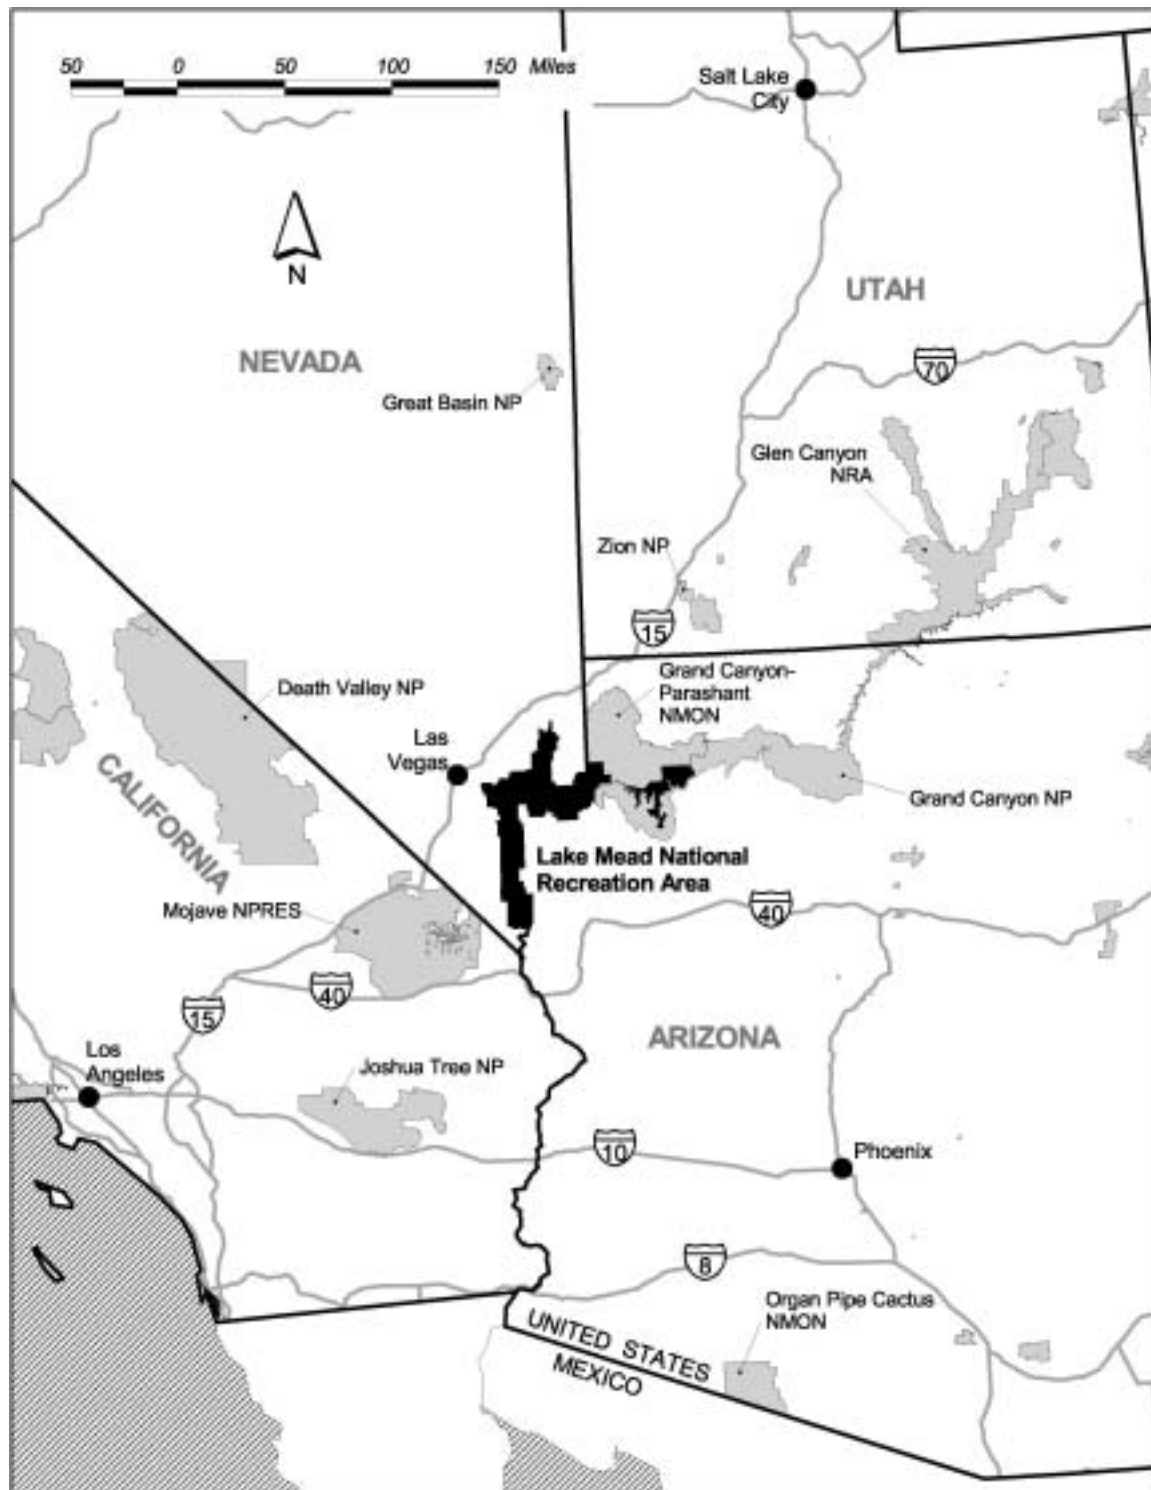 50 0 50 100 150 Miles
Salt Lake
City
N
UTAH
NEVADA
70
Great Basin NP
Glen Canyon
NRA
Zion NP
15
Grand Canyon-
Parashant
NMON
Death Valley NP
Las
Vegas
CALIFORNIA
Grand Canyon NP
Lake Mead National
Recreation Area
40
Mojave NPRES
40
15
ARIZONA
Los
Angeles
Joshua Tree NP
10
Phoenix
8
Organ Pipe Cactus
NMON
UNITED STATES
MEXICO